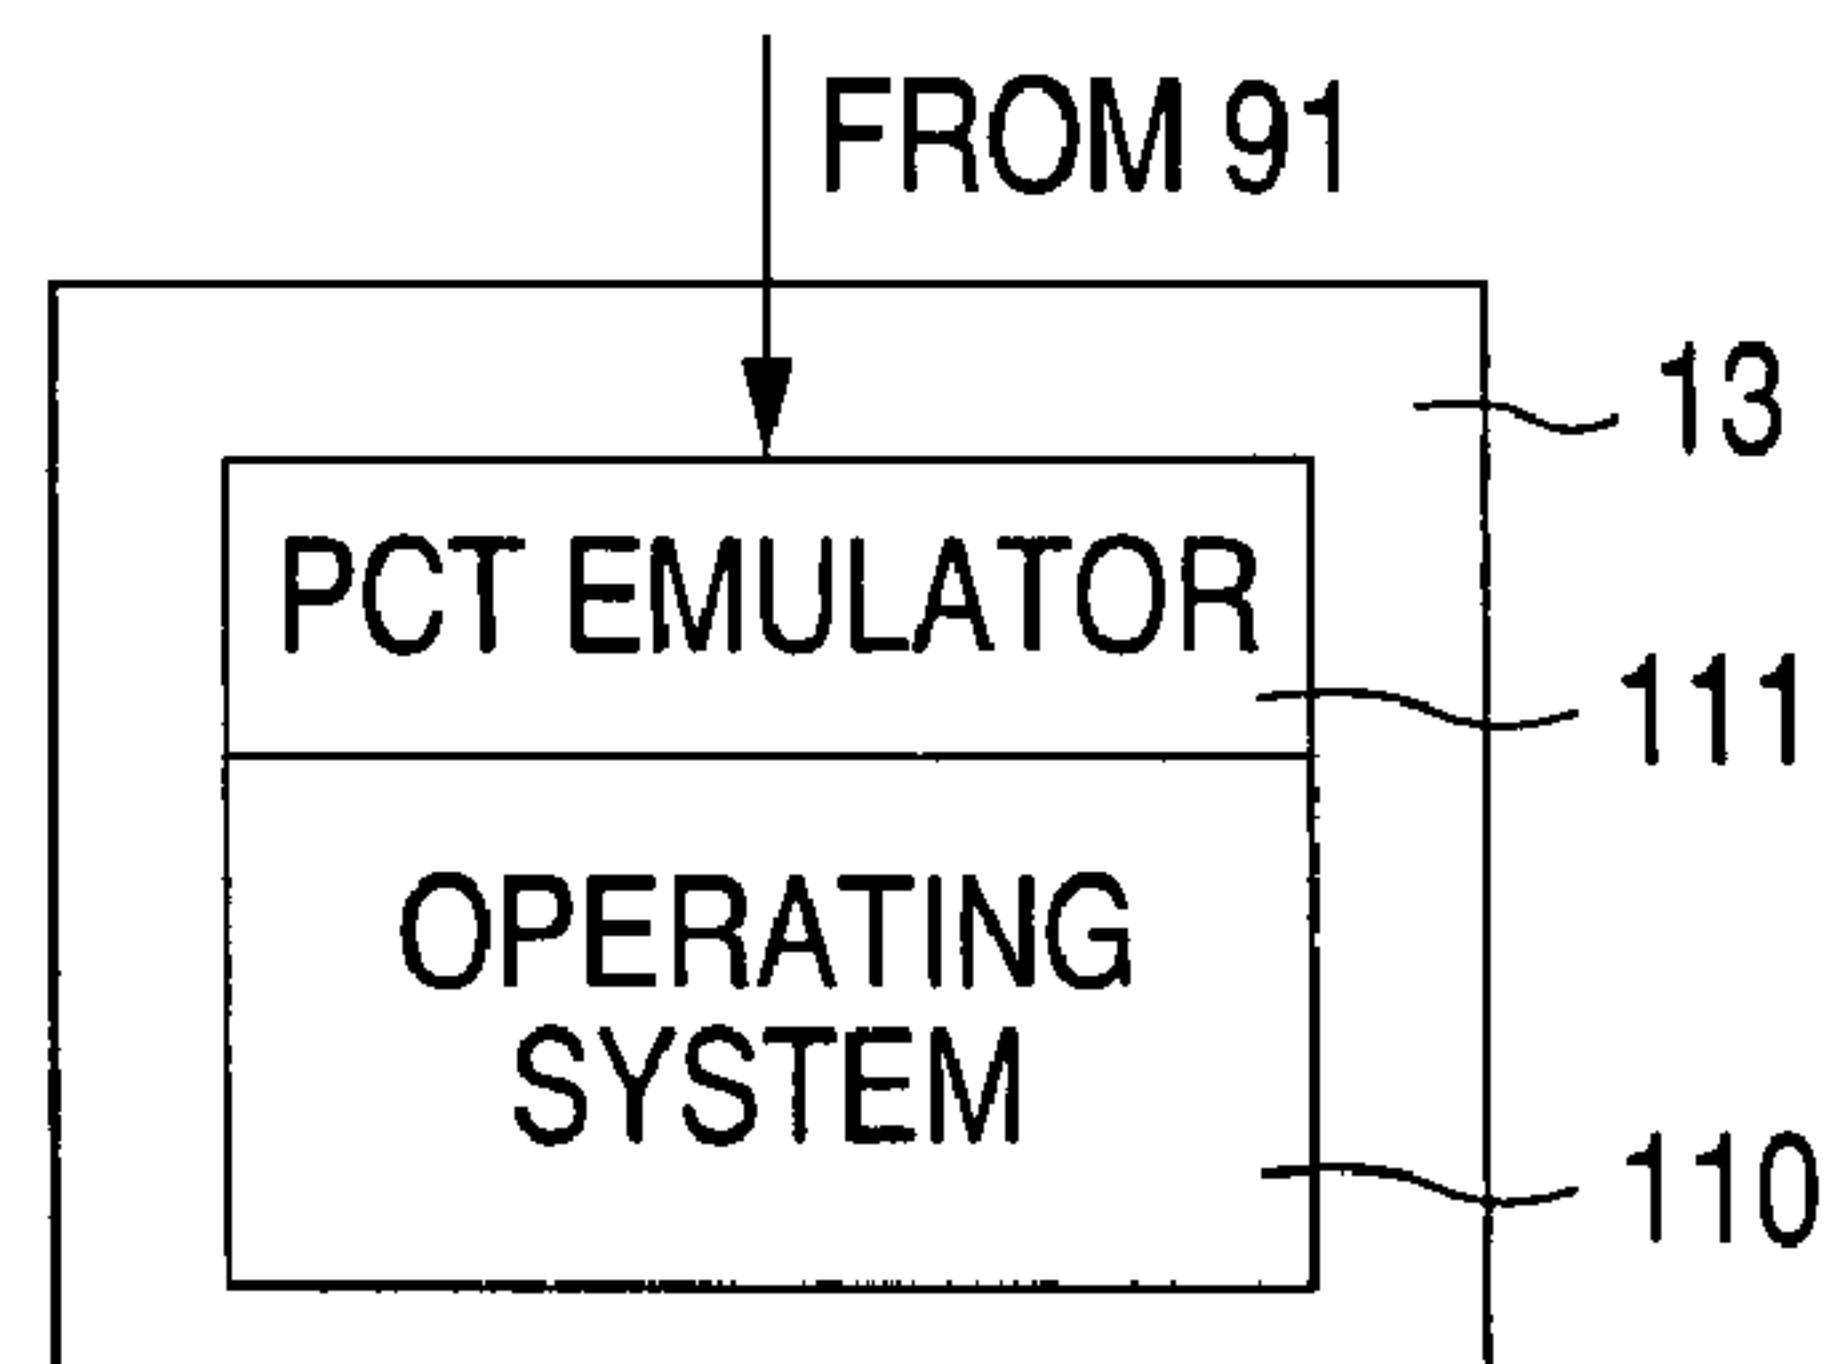 FROM 91
13
PCT EMULATOR
111
OPERATING
SYSTEM
110